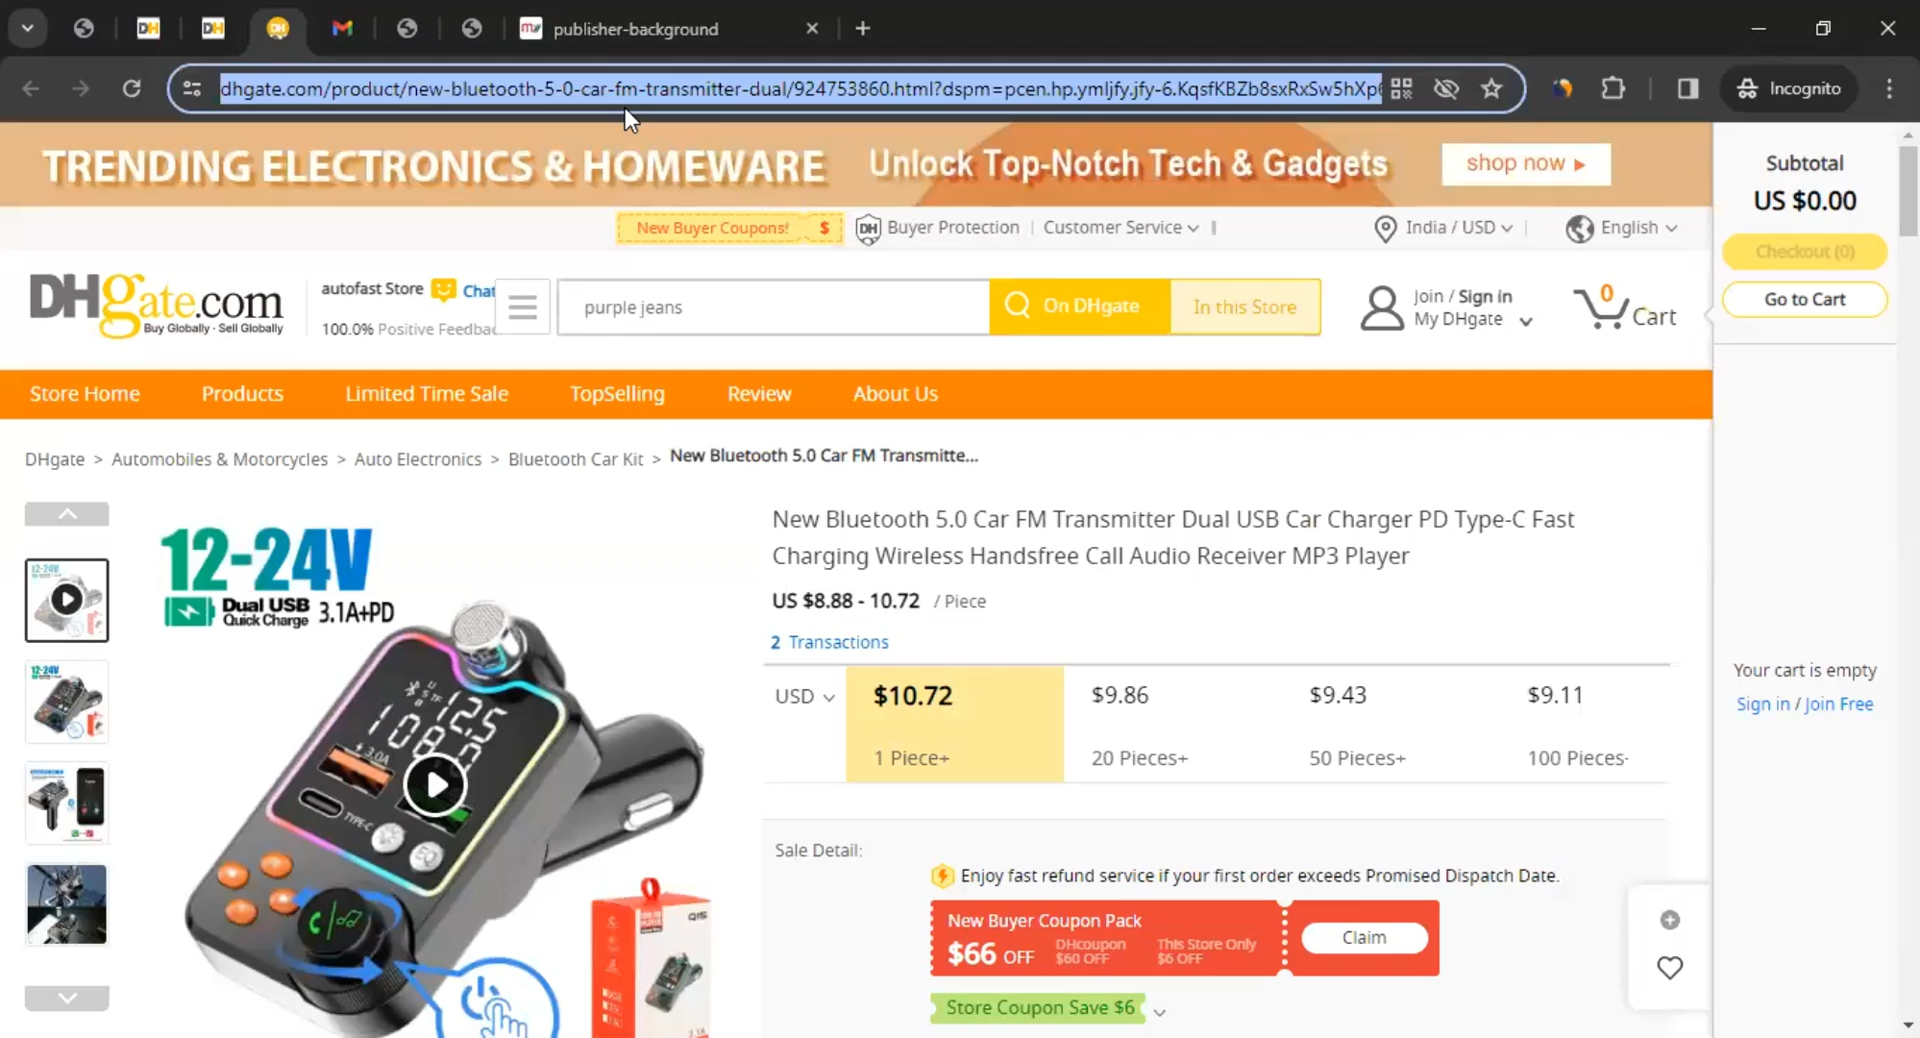 publisher-background
dhgate.com/product/new-bluetooth-5-0-car-fm-transmitter-dual/924753860.html?dspm=pcen.hp.ymljfy.jfy-6.KqsfKBZb8sxRxSw5hXp6
Incognito
TRENDING ELECTRONICS & HOMEWARE
Unlock Top-Notch Tech & Gadgets
shop now
Subtotal
US $0.00
Checkout (0)
Go to Cart
New Buyer Coupons! $
Buyer Protection
Customer Service
India / USD
English
DHgate.com
Buy Globally · Sell Globally
autofast Store
Chat
100.0% Positive Feedbac
purple jeans
On DHgate
In this Store
Join / Sign in
My DHgate
0
Cart
Store Home
Products
Limited Time Sale
TopSelling
Review
About Us
DHgate > Automobiles & Motorcycles > Auto Electronics > Bluetooth Car Kit > New Bluetooth 5.0 Car FM Transmitte...
New Bluetooth 5.0 Car FM Transmitter Dual USB Car Charger PD Type-C Fast
Charging Wireless Handsfree Call Audio Receiver MP3 Player
US $8.88 - 10.72 / Piece
2 Transactions
USD
$10.72
$9.86
$9.43
$9.11
1 Piece+
20 Pieces+
50 Pieces+
100 Pieces
Your cart is empty
Sign in / Join Free
12-24V
Dual USB
Quick Charge
3.1A+PD
12.5
108.0
3.0A
TYPE-C
EQ
Sale Detail:
Enjoy fast refund service if your first order exceeds Promised Dispatch Date.
New Buyer Coupon Pack
$66 OFF
DHcoupon
$60 OFF
This Store Only
$6 OFF
Claim
Store Coupon Save $6